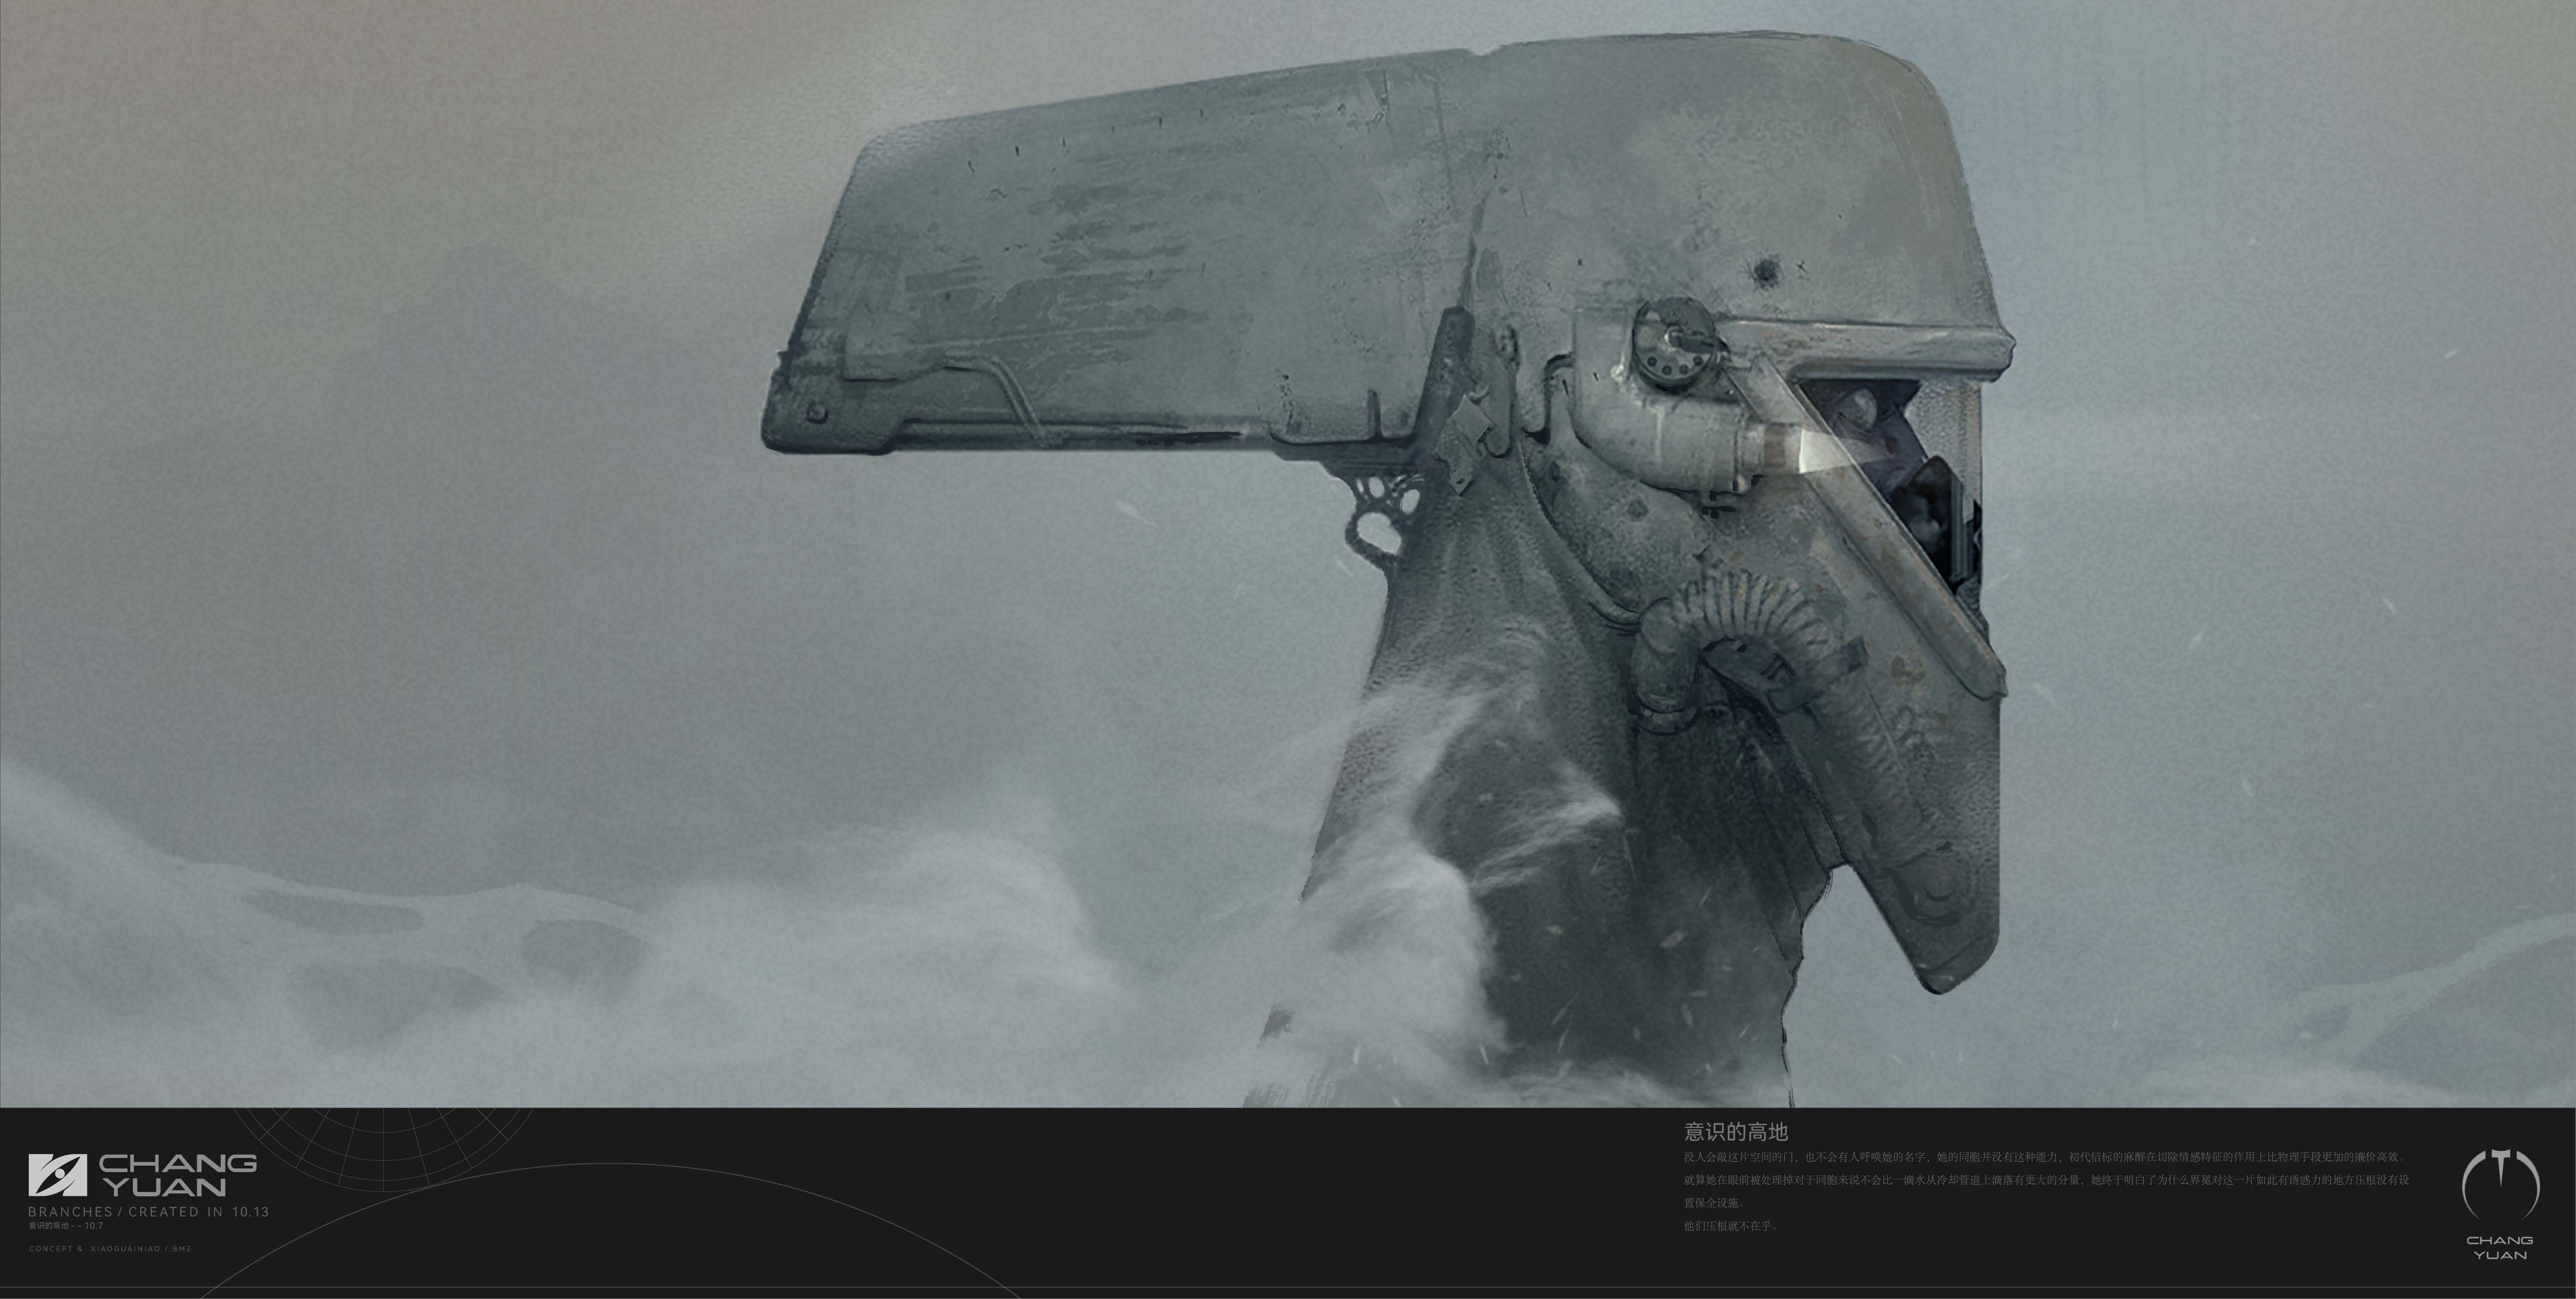 CHANG
YUAN
BRANCHES / CREATED IN 10.13
意识的高地 - - 10.7
CONCEPT & XIAOGUAINIAO / BMZ
意识的高地
没人会敲这片空间的门，也不会有人呼唤她的名字，她的同胞并没有这种能力，初代信标的麻醉在切除情感特征的作用上比物理手段更加的廉价高效。
就算她在眼前被处理掉对于同胞来说不会比一滴水从冷却管道上滴落有更大的分量，她终于明白了为什么界冕对这一片如此有诱惑力的地方压根没有设
置保全设施。
他们压根就不在乎。
CHANG
YUAN